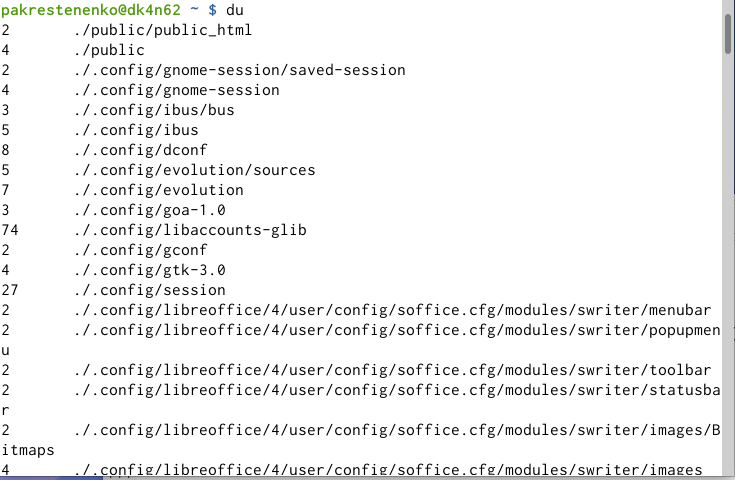 pakrestenenko@dk4n62 ~ $ du
2 ./public/public_html
4 ./public
2 ./.config/gnome-session/saved-session
4 ./.config/gnome-session
3 ./.config/ibus/bus
5 ./.config/ibus
8 ./.config/dconf
5 ./.config/evolution/sources
7 ./.config/evolution
3 ./.config/goa-1.0
74 ./.config/libaccounts-glib
2 ./.config/gconf
4 ./.config/gtk-3.0
27 ./.config/session
2 ./.config/libreoffice/4/user/config/soffice.cfg/modules/swriter/menubar
2 ./.config/libreoffice/4/user/config/soffice.cfg/modules/swriter/popupmen
u
2 ./.config/libreoffice/4/user/config/soffice.cfg/modules/swriter/toolbar
2 ./.config/libreoffice/4/user/config/soffice.cfg/modules/swriter/statusba
r
2 ./.config/libreoffice/4/user/config/soffice.cfg/modules/swriter/images/B
itmaps
4 ./.config/libreoffice/4/user/config/soffice.cfg/modules/swriter/images